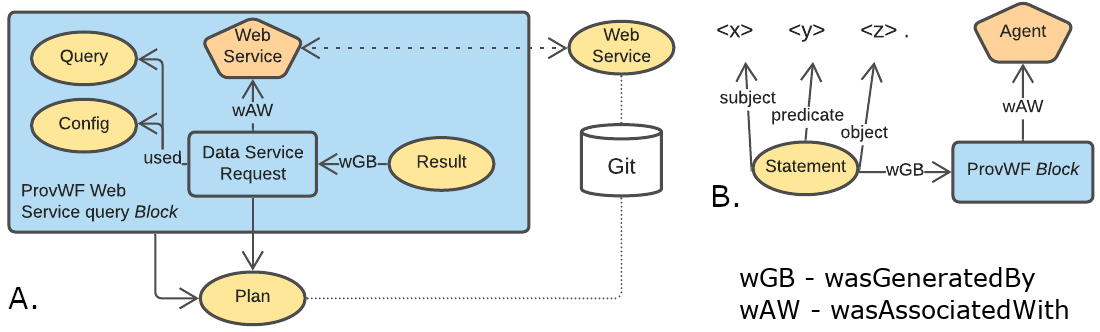 Query
Config
Web
Service
wAW
used
Data Service
Request
wGB
Result
ProvWF Web
Service query Block
Plan
A.
Web
Service
Git
<x> <y> <z> .
subject
predicate
object
Statement
wGB
Agent
wAW
ProvWF Block
B.
wGB - wasGeneratedBy
wAW - wasAssociatedWith